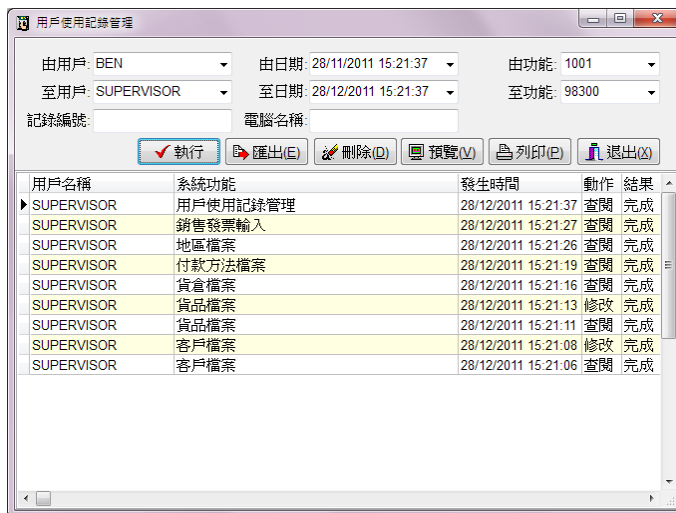 用戶使用記錄管理
由用戶: BEN 由日期: 28/11/2011 15:21:37 由功能: 1001
至用戶: SUPERVISOR 至日期: 28/12/2011 15:21:37 至功能: 98300
記錄編號: 電腦名稱:
執行 匯出(E) 刪除(D) 預覽(V) 列印(P) 退出(X)
用戶名稱 系統功能 發生時間 動作 結果
SUPERVISOR 用戶使用記錄管理 28/12/2011 15:21:37 查閱 完成
SUPERVISOR 銷售發票輸入 28/12/2011 15:21:27 查閱 完成
SUPERVISOR 地區檔案 28/12/2011 15:21:26 查閱 完成
SUPERVISOR 付款方法檔案 28/12/2011 15:21:19 查閱 完成
SUPERVISOR 貨倉檔案 28/12/2011 15:21:16 查閱 完成
SUPERVISOR 貨品檔案 28/12/2011 15:21:13 修改 完成
SUPERVISOR 貨品檔案 28/12/2011 15:21:11 查閱 完成
SUPERVISOR 客戶檔案 28/12/2011 15:21:08 修改 完成
SUPERVISOR 客戶檔案 28/12/2011 15:21:06 查閱 完成